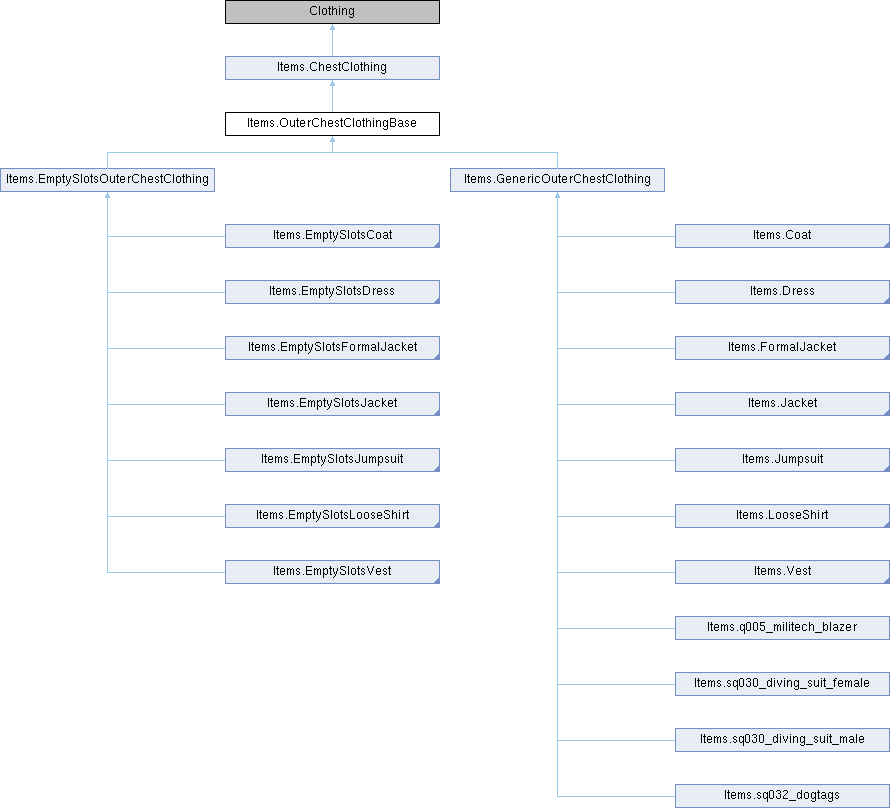 Clothing
Items.ChestClothing
Items.OuterChestClothingBase
Items.EmptySlotsOuterChestClothing
Items.GenericOuterChestClothing
Items.EmptySlotsCoat
Items.Coat
Items.EmptySlotsDress
Items.Dress
Items.EmptySlotsFormalJacket
Items.FormalJacket
Items.EmptySlotsJacket
Items.Jacket
Items.EmptySlotsJumpsuit
Items.Jumpsuit
Items.EmptySlotsLooseShirt
Items.LooseShirt
Items.EmptySlotsVest
Items.Vest
Items.q005_militech_blazer
Items.sq030_diving_suit_female
Items.sq030_diving_suit_male
Items.sq032_dogtags